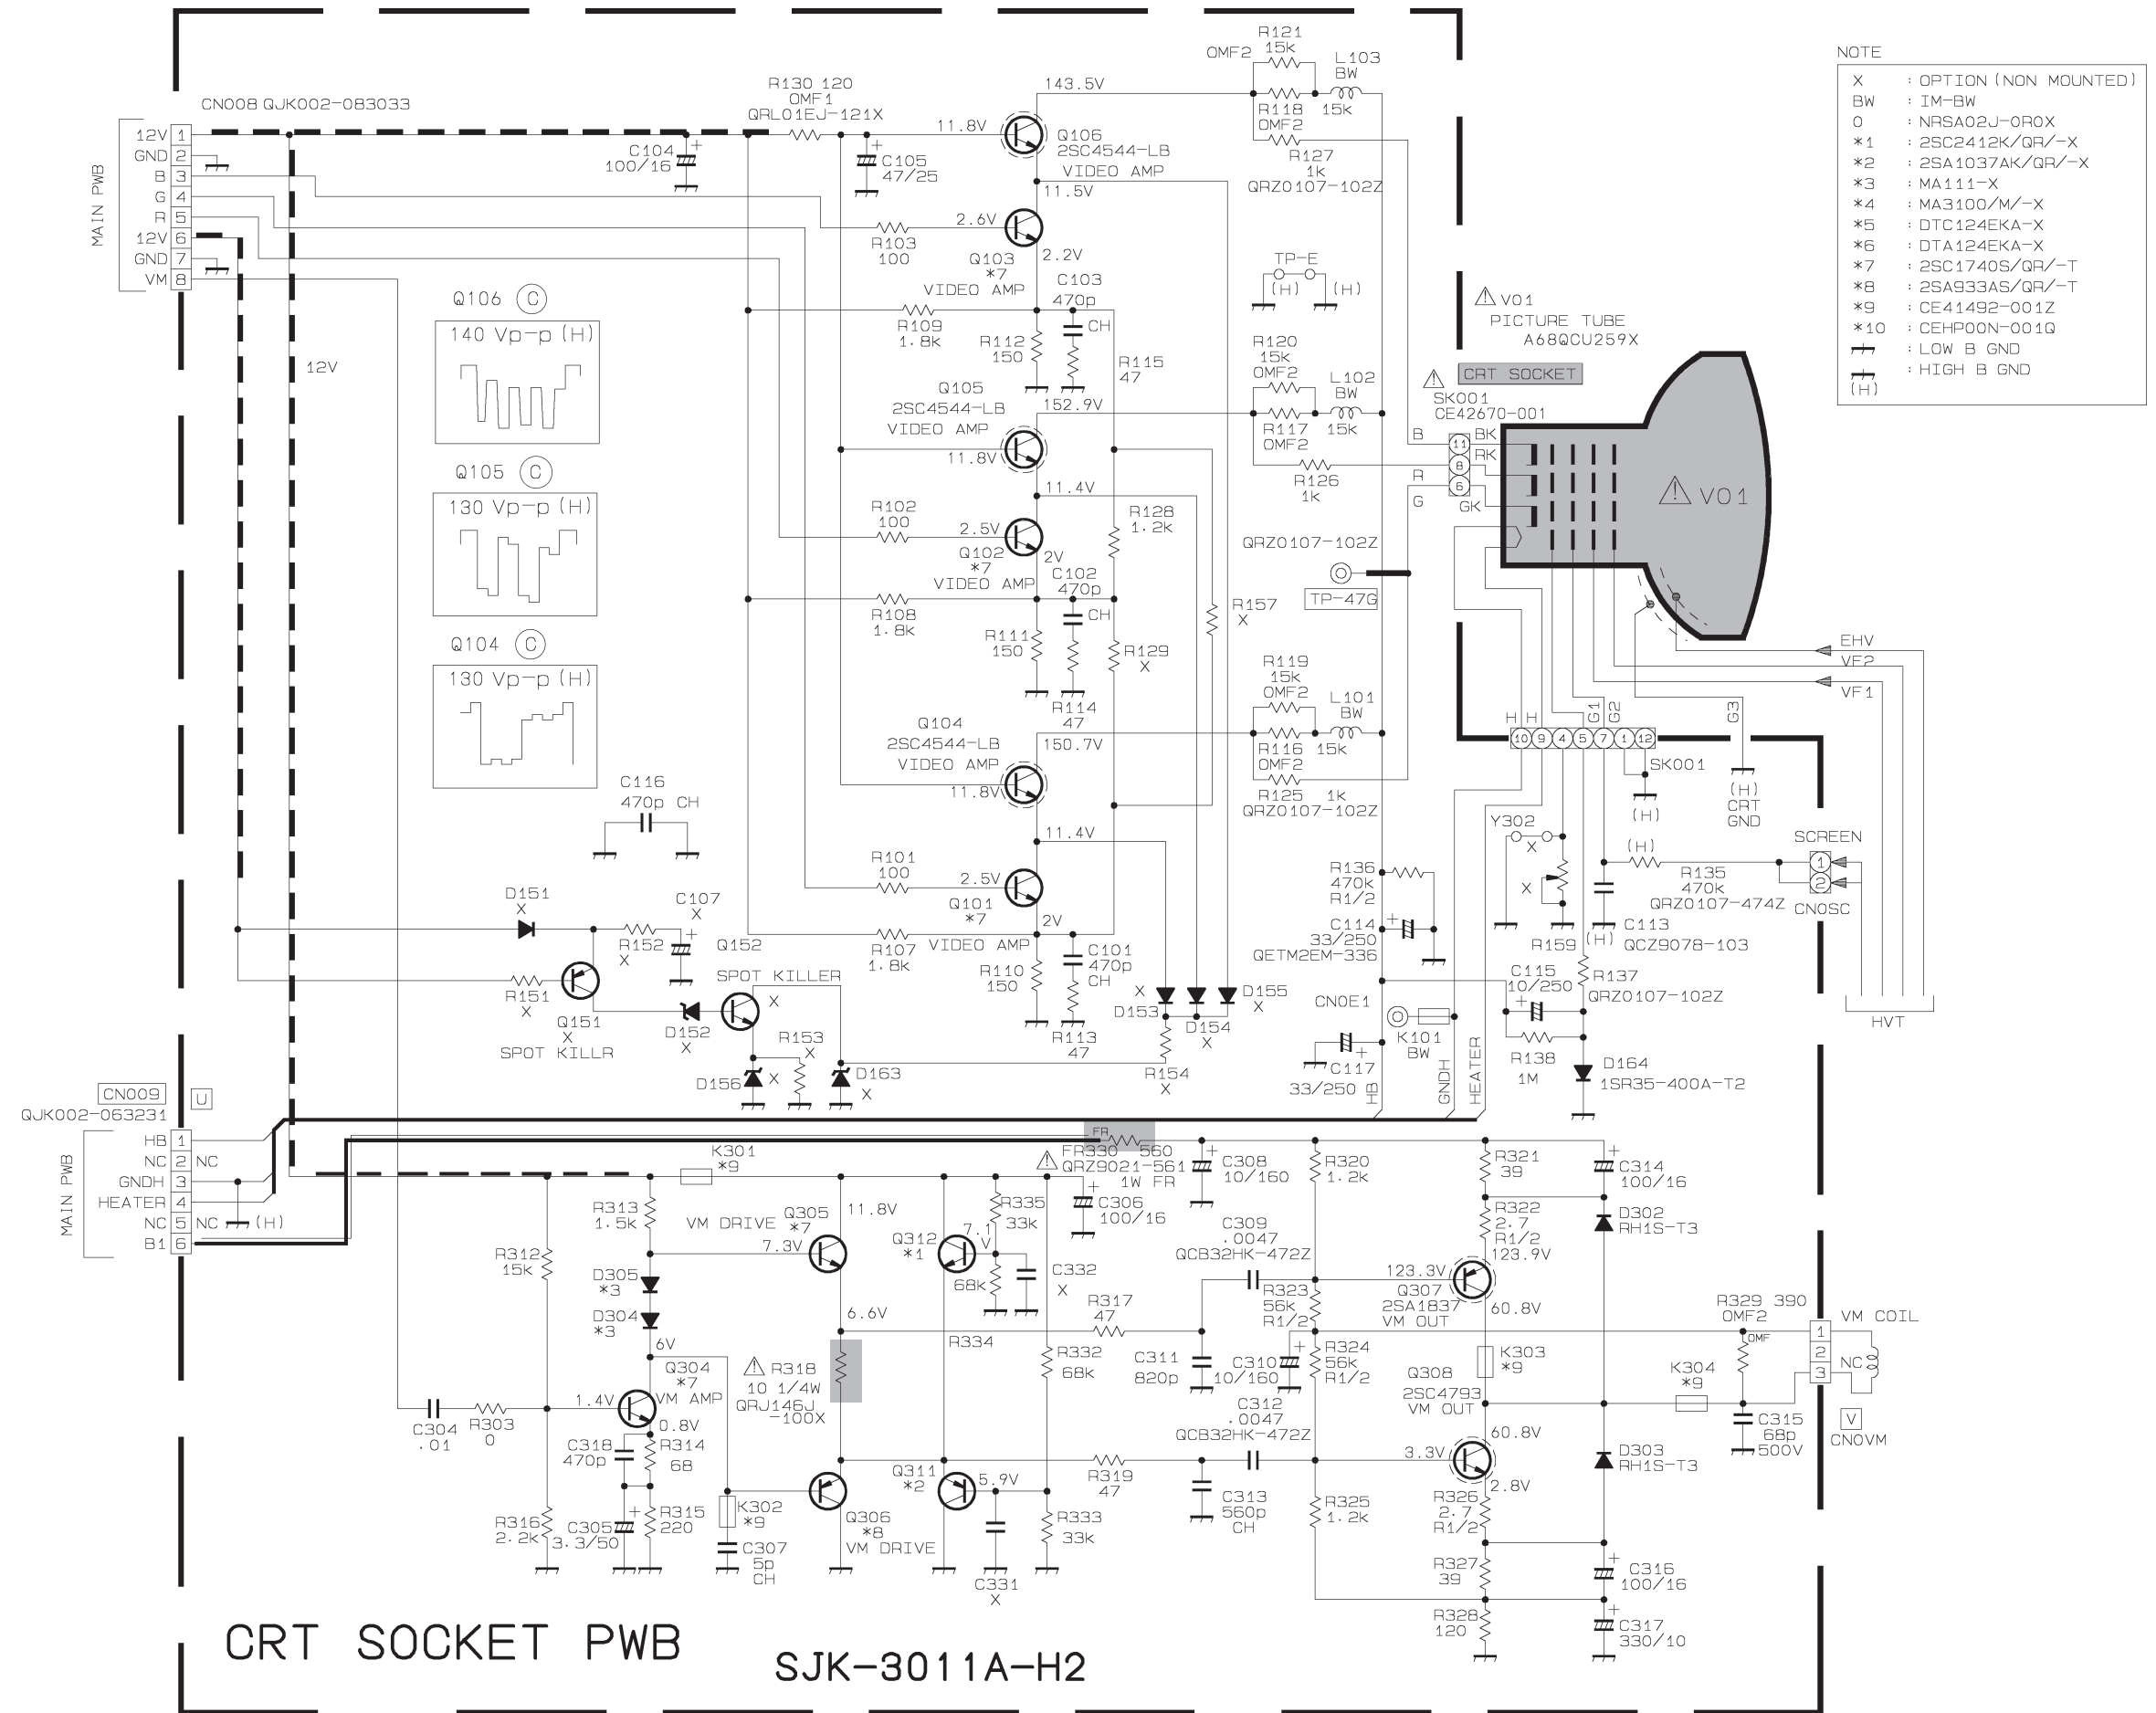 CN008 QJK002-083033
MAIN PWB
12V 1
GND 2
B 3
G 4
R 5
12V 6
GND 7
VM 8
12V
Q106 C
140 Vp-p (H)
Q105 C
130 Vp-p (H)
Q104 C
130 Vp-p (H)
C116
470p CH
R130 120
OMF1
QRL01EJ-121X
C104
100/16
+
C105
47/25
+
11.8V
143.5V
Q106
2SC4544-LB
VIDEO AMP
11.5V
2.6V
R103
100
Q103
*7
VIDEO AMP
2.2V
C103
470p
CH
R109
1.8k
R112
150
R115
47
Q105
2SC4544-LB
VIDEO AMP
152.9V
11.8V
11.4V
R102
100
2.5V
Q102
*7
VIDEO AMP
2V
C102
470p
CH
R128
1.2k
R108
1.8k
R111
150
R129
X
R157
X
R114
47
Q104
2SC4544-LB
VIDEO AMP
150.7V
11.8V
11.4V
R101
100
2.5V
Q101
*7
VIDEO AMP
2V
R107
1.8k
R110
150
C101
470p
CH
R113
47
R121
15k
OMF2
L103
BW
R118
OMF2
15k
R127
1k
QRZ0107-102Z
TP-E
(H)
(H)
R120
15k
OMF2
L102
BW
R117
OMF2
15k
R126
1k
QRZ0107-102Z
TP-47G
R119
15k
OMF2
L101
BW
R116
OMF2
15k
R125 1k
QRZ0107-102Z
V01
PICTURE TUBE
A68QCU259X
CRT SOCKET
SK001
CE42670-001
B 11 BK
8 RK
R
6
G
GK
V01
EHV
VF2
VF1
H
H
G1
G2
G3
10 9 4 5 7 1 12
SK001
(H)
(H)
CRT
GND
Y302
X
X
R159
(H)
R135
470k
QRZ0107-474Z
SCREEN
1
2
CN0SC
C113
QCZ9078-103
(H)
R136
470k
R1/2
C114
33/250
QETM2EM-336
+
C115
10/250
+
R137
QRZ0107-102Z
R138
1M
D164
1SR35-400A-T2
HVT
CN0E1
K101
BW
C117
33/250
+
HB
GNDH
HEATER
D151
X
R152
X
C107
X
+
Q152
SPOT KILLER
X
R151
X
Q151
X
SPOT KILLR
D152
X
R153
X
D156
X
D163
X
X
D153
D154
X
D155
X
R154
X
CN009
U
QJK002-063231
MAIN PWB
HB 1
NC 2 NC
GNDH 3
HEATER 4
NC 5 NC
B1 6
(H)
K301
*9
FR
FR330 560
QRZ9021-561
1W FR
R313
1.5k
VM DRIVE
Q305
*7
7.3V
11.8V
R335
33k
C306
100/16
+
Q312
*1
7.1
V
68k
C332
X
R312
15k
D305
*3
D304
*3
6V
6.6V
R334
Q304
*7
VM AMP
1.4V
0.8V
R318
10 1/4W
QRJ146J
-100X
R332
68k
C304
.01
R303
0
C318
470p
R314
68
R316
2.2k
C305
3.3/50
+
R315
220
K302
*9
C307
5p
CH
Q306
*8
VM DRIVE
Q311
*2
5.9V
C331
X
R333
33k
C308
10/160
+
R320
1.2k
R321
39
C314
100/16
+
C309
.0047
QCB32HK-472Z
R322
2.7
R1/2
123.9V
D302
RH1S-T3
R317
47
R323
56k
R1/2
123.3V
Q307
2SA1837
VM OUT
60.8V
C311
820p
C310
10/160
+
R324
56k
R1/2
K303
*9
R329 390
OMF2
OMF
VM COIL
1
2
3
NC
Q308
2SC4793
VM OUT
60.8V
K304
*9
C312
.0047
QCB32HK-472Z
C315
68p
500V
V
CN0VM
R319
47
C313
560p
CH
3.3V
2.8V
R325
1.2k
R326
2.7
R1/2
D303
RH1S-T3
R327
39
C316
100/16
+
R328
120
C317
330/10
+
NOTE
X : OPTION (NON MOUNTED)
BW : IM-BW
0 : NRSA02J-0R0X
*1 : 2SC2412K/QR/-X
*2 : 2SA1037AK/QR/-X
*3 : MA111-X
*4 : MA3100/M/-X
*5 : DTC124EKA-X
*6 : DTA124EKA-X
*7 : 2SC1740S/QR/-T
*8 : 2SA933AS/QR/-T
*9 : CE41492-001Z
*10 : CEHP00N-001Q
: LOW B GND
: HIGH B GND
(H)
CRT SOCKET PWB
SJK-3011A-H2